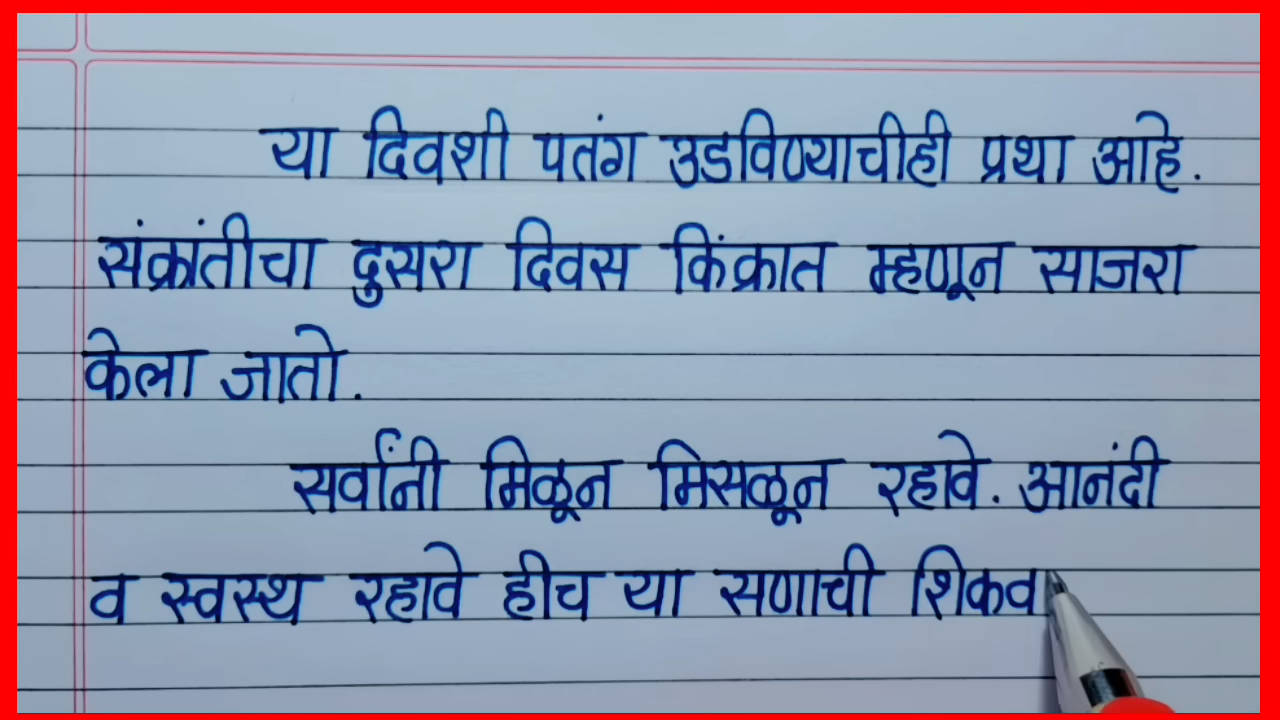 या दिवशी पतंग उडविण्याचीही प्रथा आहे.
संक्रांतीचा दुसरा दिवस किंक्रात म्हणून साजरा
केला जातो.
सर्वांनी मिळून मिसळून रहावे. आनंदी
व स्वस्थ रहावे हीच या सणाची शिकव